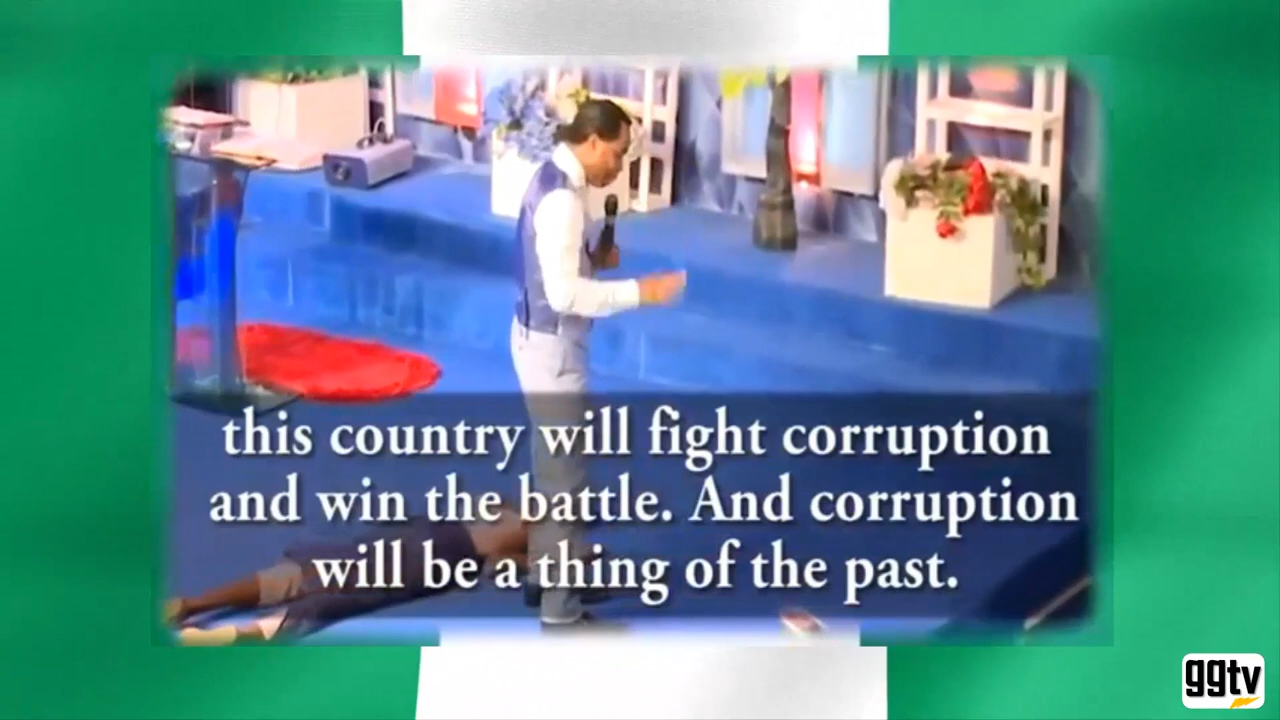 this country will fight corruption
and win the battle. And corruption
will be a thing of the past.
ggtv